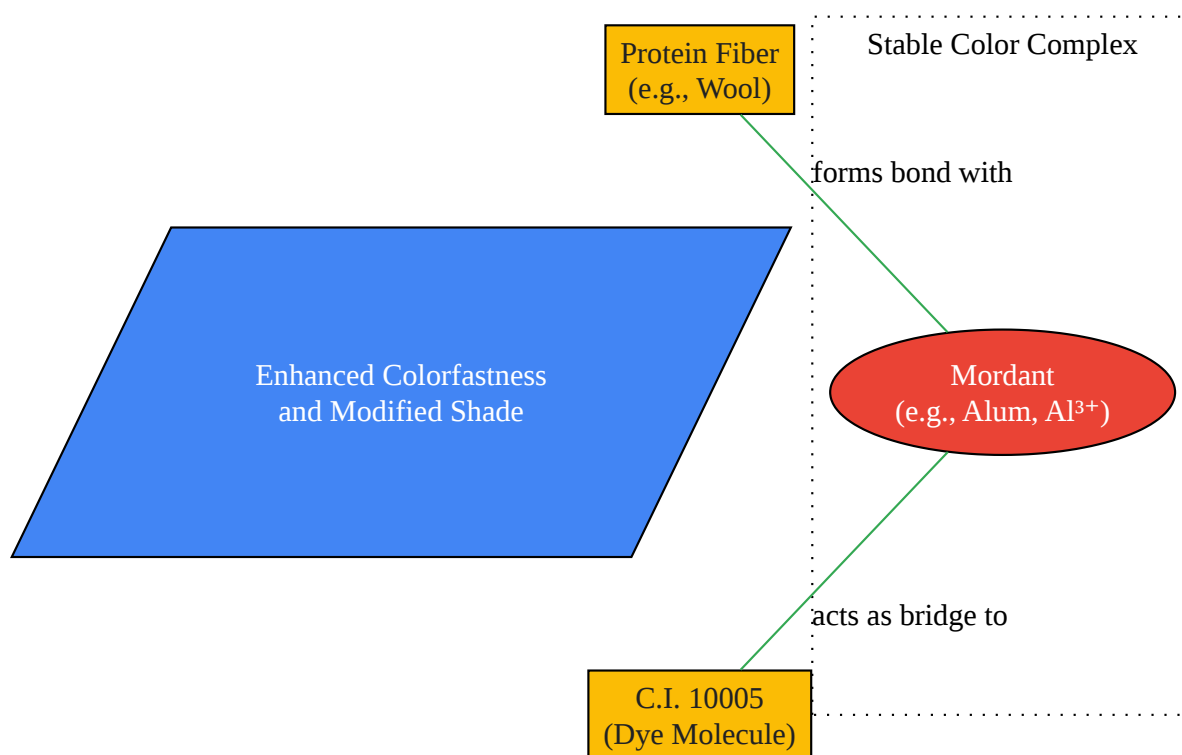 Protein Fiber
(e.g., Wool)
Stable Color Complex
forms bond with
Enhanced Colorfastness
and Modified Shade
Mordant
(e.g., Alum, Al³⁺)
acts as bridge to
C.I. 10005
(Dye Molecule)